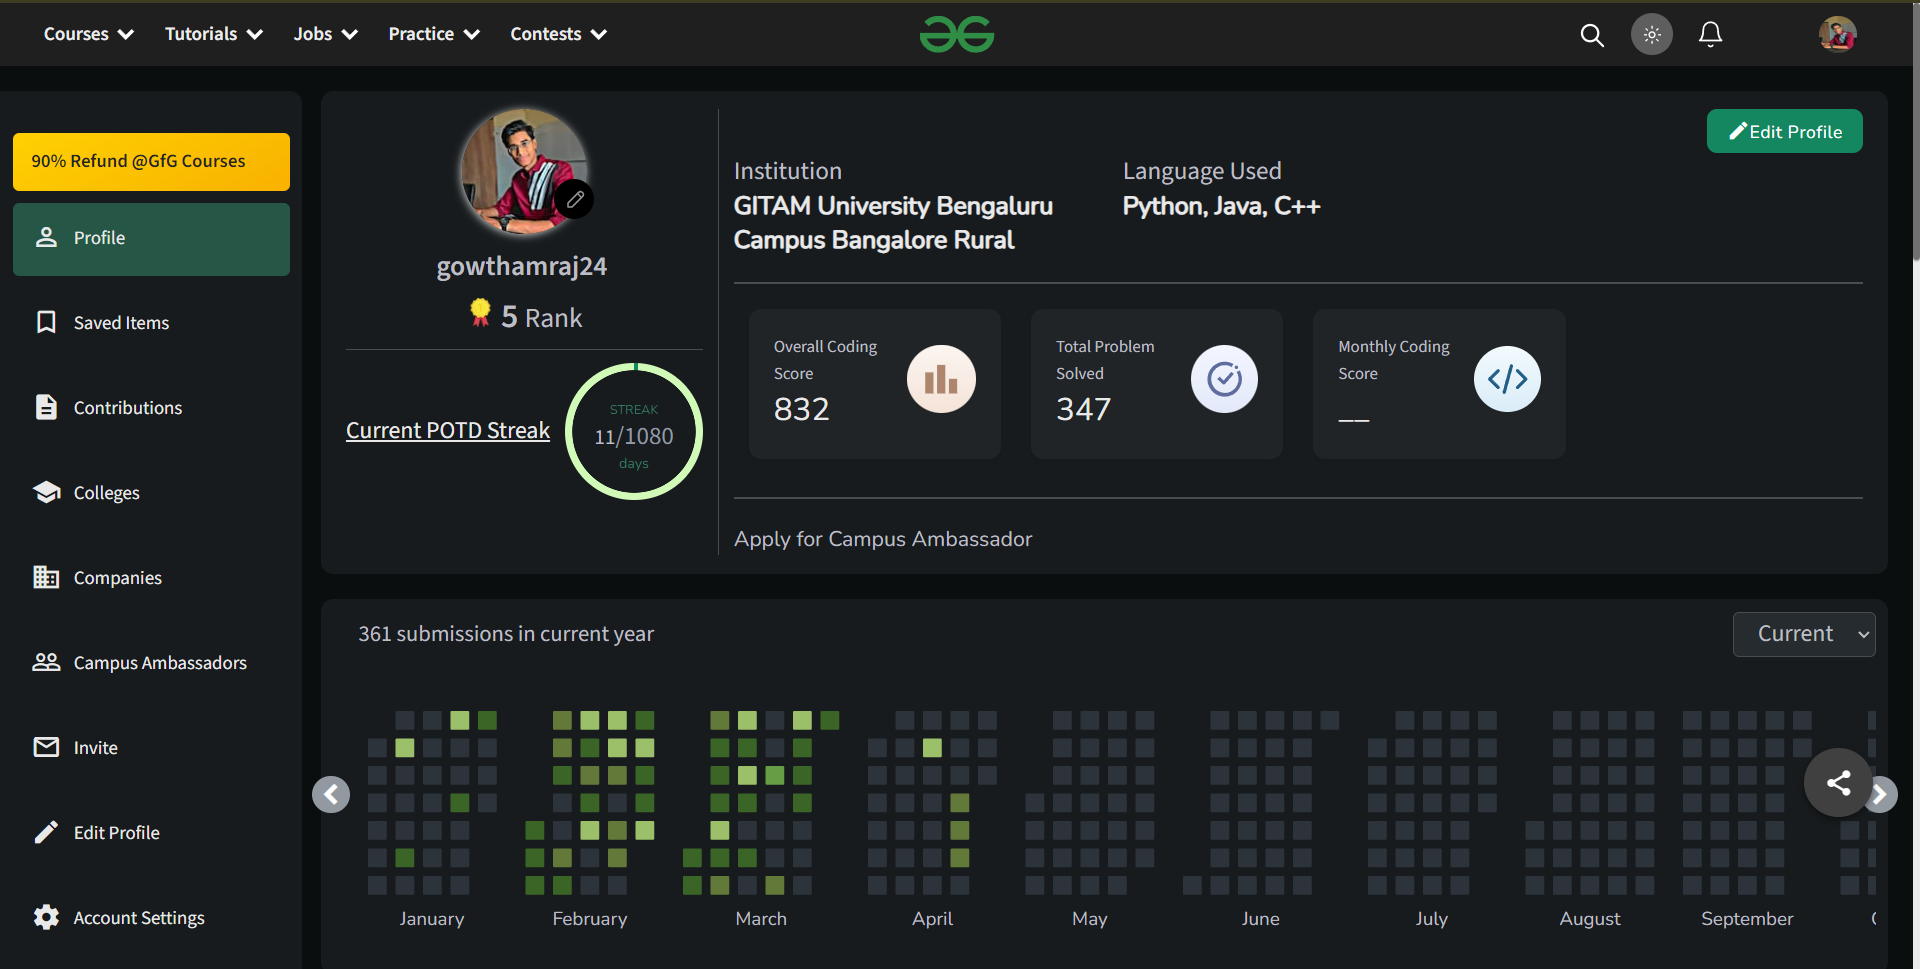 Courses Tutorials Jobs Practice Contests
90% Refund @GfG Courses
Profile
Saved Items
Contributions
Colleges
Companies
Campus Ambassadors
Invite
Edit Profile
Account Settings
gowthamraj24
5 Rank
Current POTD Streak
STREAK
11/1080
days
Edit Profile
Institution
GITAM University Bengaluru
Campus Bangalore Rural
Language Used
Python, Java, C++
Overall Coding
Score
832
Total Problem
Solved
347
Monthly Coding
Score
__
Apply for Campus Ambassador
361 submissions in current year
Current
January February March April May June July August September